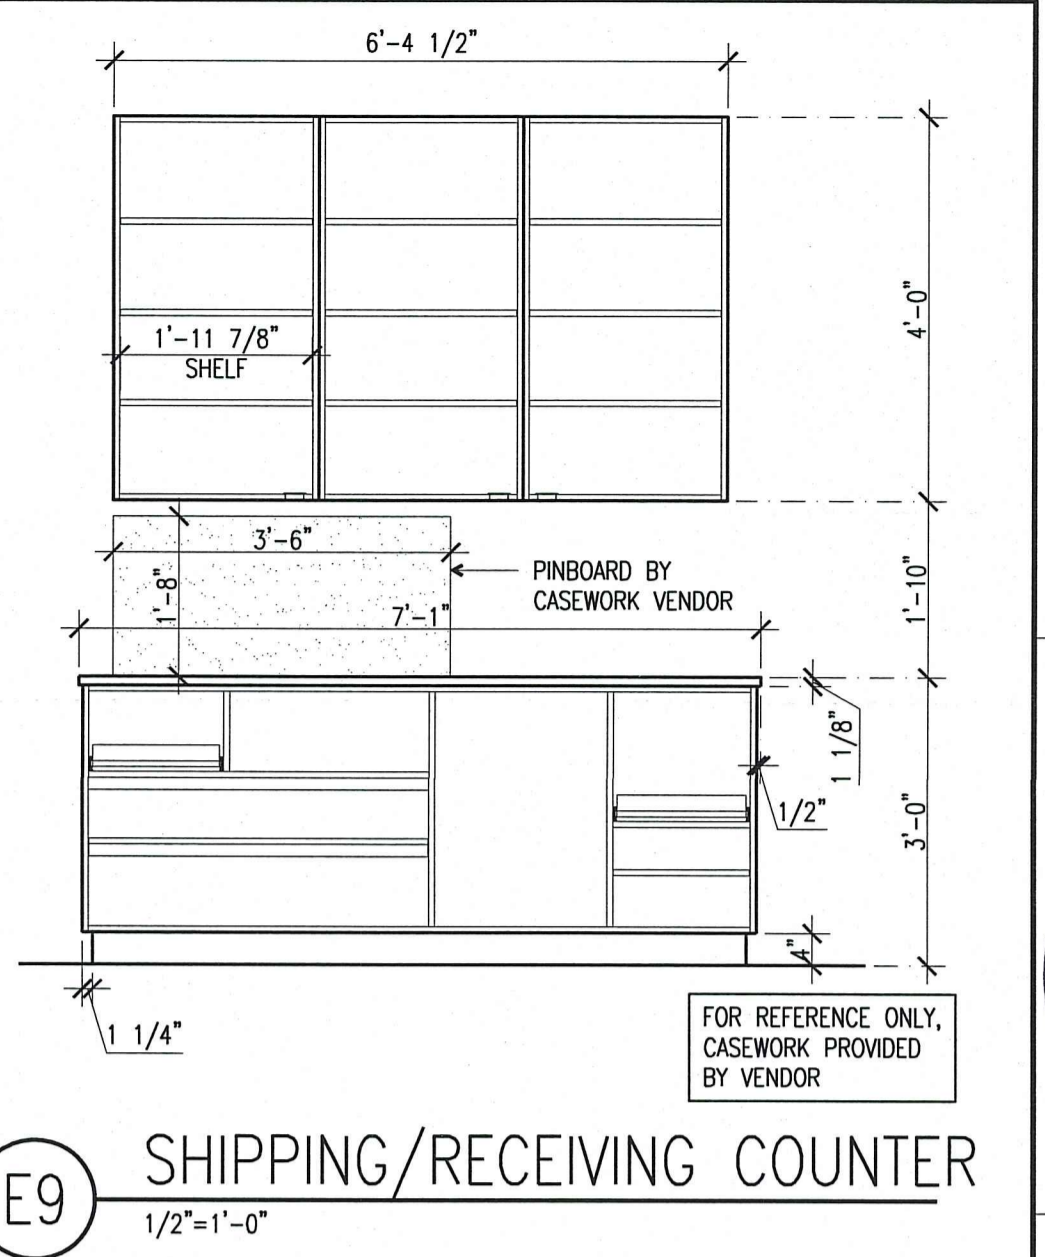 6'-4 1/2"
4'-0"
1'-11 7/8"
SHELF
3'-6"
1'-8"
PINBOARD BY
CASEWORK VENDOR
1'-10"
7'-1"
1 1/8"
1/2"
3'-0"
4"
1 1/4"
FOR REFERENCE ONLY,
CASEWORK PROVIDED
BY VENDOR
E9
SHIPPING/RECEIVING COUNTER
1/2"=1'-0"